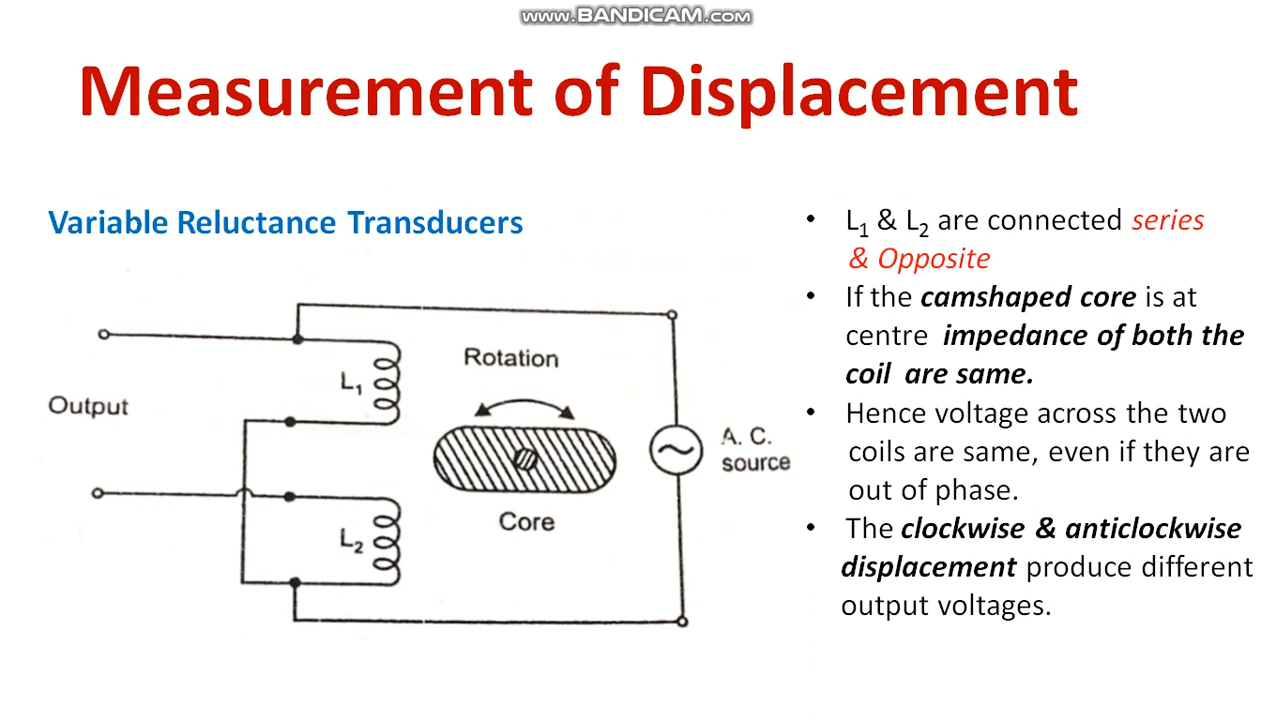 www.BANDICAM.com
Measurement of Displacement
Variable Reluctance Transducers
Output
L1
L2
Rotation
Core
A. C.
source
• L1 & L2 are connected series
& Opposite
• If the camshaped core is at
centre impedance of both the
coil are same.
• Hence voltage across the two
coils are same, even if they are
out of phase.
• The clockwise & anticlockwise
displacement produce different
output voltages.